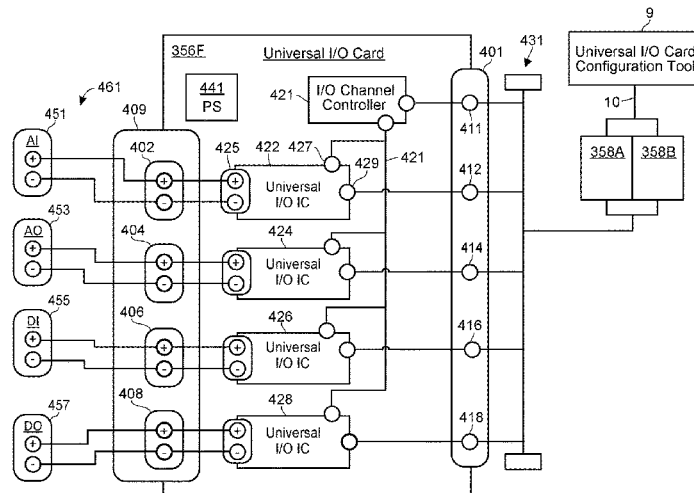 9
356F
Universal I/O Card
401
431
Universal I/O Card
Configuration Tool
461
441
PS
421
I/O Channel
Controller
10
451
409
411
358A
358B
AI
+
-
402
+
-
425
+
-
422
427
429
421
Universal
I/O IC
412
453
AO
+
-
404
+
-
+
-
424
Universal
I/O IC
414
455
DI
+
-
406
+
-
+
-
426
Universal
I/O IC
416
457
DO
+
-
408
+
-
+
-
428
Universal
I/O IC
418